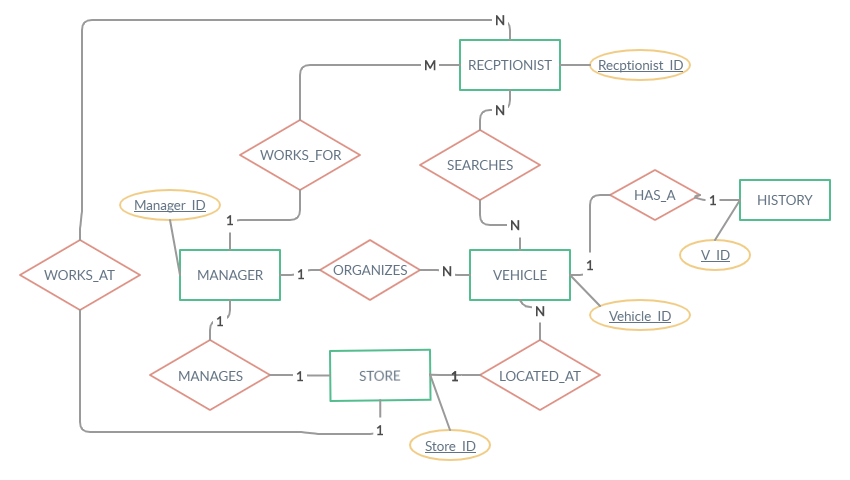 N
RECPTIONIST
M
Recptionist_ID
N
WORKS_FOR
SEARCHES
HAS_A
1
HISTORY
Manager_ID
1
N
V_ID
WORKS_AT
MANAGER
1
ORGANIZES
N
VEHICLE
1
1
N
Vehicle_ID
MANAGES
1
STORE
1
LOCATED_AT
1
Store_ID